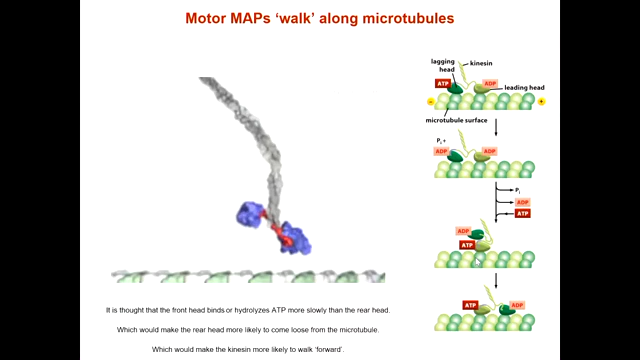 Motor MAPs ‘walk’ along microtubules
lagging head
kinesin
ATP
ADP
leading head
−
+
microtubule surface
Pi +
ADP
ADP
Pi
ADP
ATP
ADP
ATP
ATP
ADP
It is thought that the front head binds or hydrolyzes ATP more slowly than the rear head.
Which would make the rear head more likely to come loose from the microtubule.
Which would make the kinesin more likely to walk ‘forward’.